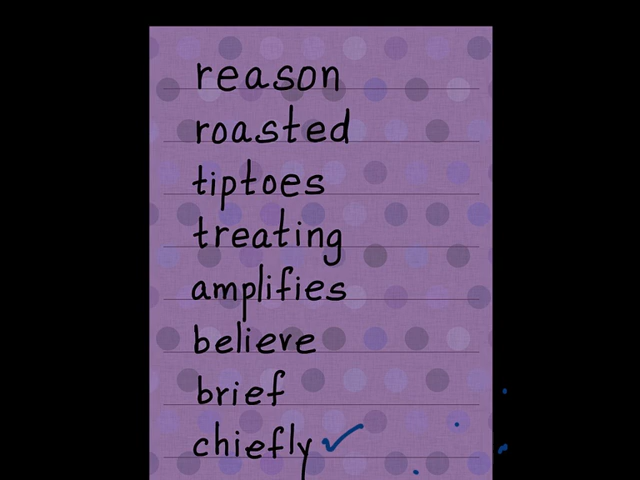 reason
roasted
tiptoes
treating
amplifies
believe
brief
chiefly ✓